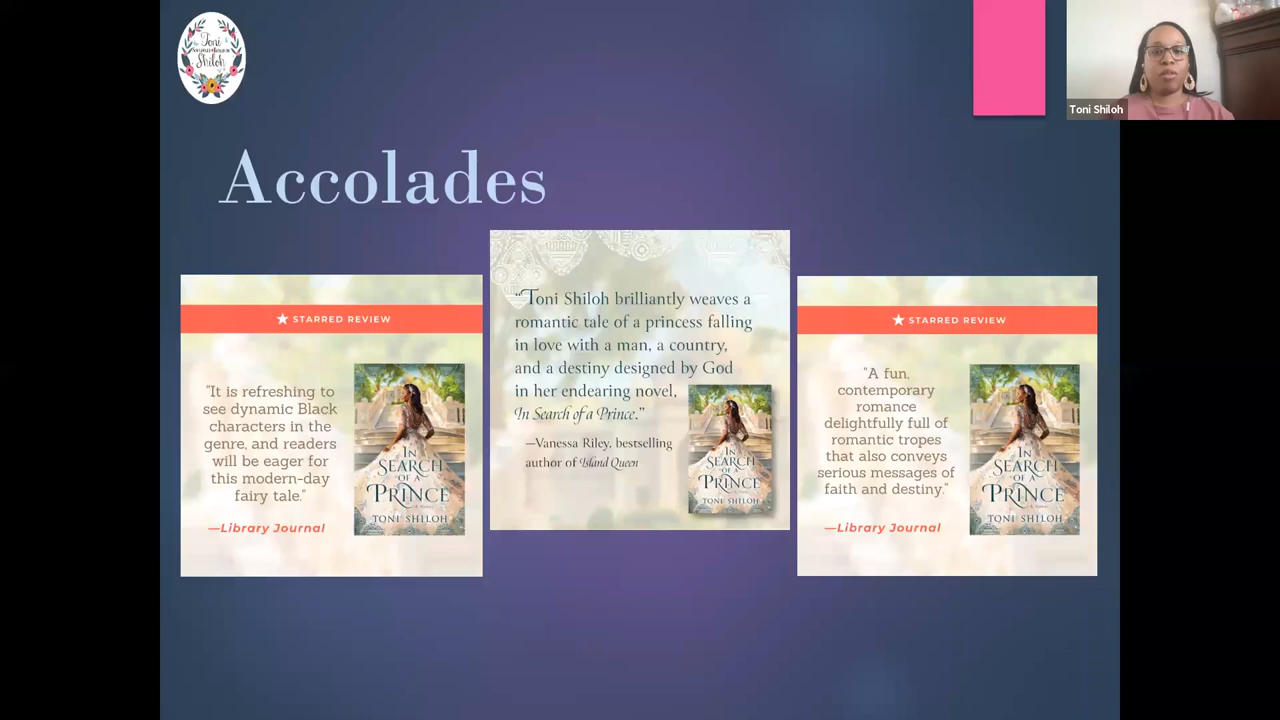 Toni
Shiloh
Toni Shiloh
Accolades
★ STARRED REVIEW
"It is refreshing to
see dynamic Black
characters in the
genre, and readers
will be eager for
this modern-day
fairy tale."
—Library Journal
IN
SEARCH
OF A
PRINCE
TONI SHILOH
“Toni Shiloh brilliantly weaves a
romantic tale of a princess falling
in love with a man, a country,
and a destiny designed by God
in her endearing novel,
In Search of a Prince.”
—Vanessa Riley, bestselling
author of Island Queen
IN
SEARCH
OF A
PRINCE
TONI SHILOH
★ STARRED REVIEW
"A fun,
contemporary
romance
delightfully full of
romantic tropes
that also conveys
serious messages of
faith and destiny."
—Library Journal
IN
SEARCH
OF A
PRINCE
TONI SHILOH